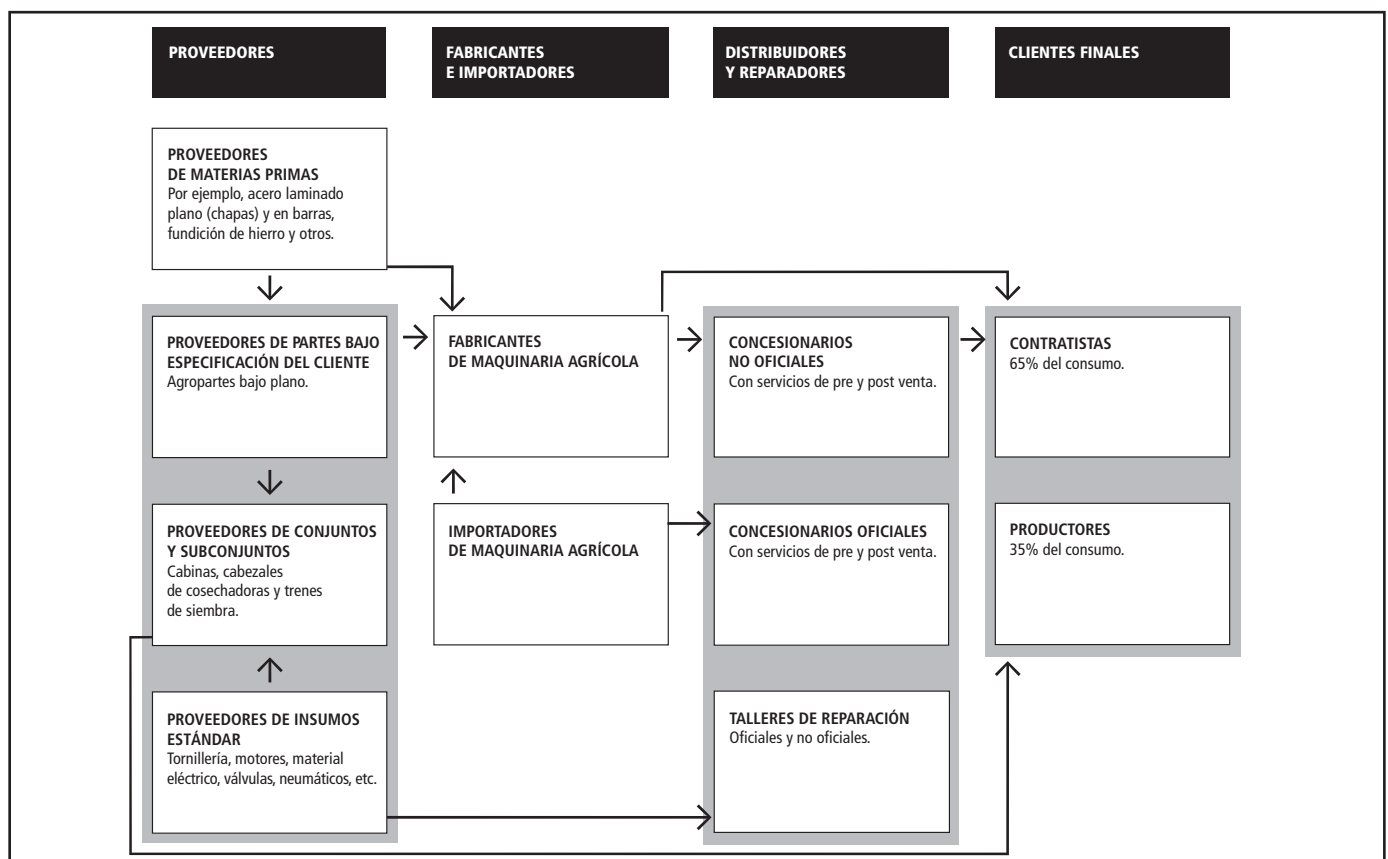 PROVEEDORES
FABRICANTES
E IMPORTADORES
DISTRIBUIDORES
Y REPARADORES
CLIENTES FINALES
PROVEEDORES
DE MATERIAS PRIMAS
Por ejemplo, acero laminado
plano (chapas) y en barras,
fundición de hierro y otros.
PROVEEDORES DE PARTES BAJO
ESPECIFICACIÓN DEL CLIENTE
Agropartes bajo plano.
FABRICANTES
DE MAQUINARIA AGRÍCOLA
CONCESIONARIOS
NO OFICIALES
Con servicios de pre y post venta.
CONTRATISTAS
65% del consumo.
PROVEEDORES DE CONJUNTOS
Y SUBCONJUNTOS
Cabinas, cabezales
de cosechadoras y trenes
de siembra.
IMPORTADORES
DE MAQUINARIA AGRÍCOLA
CONCESIONARIOS OFICIALES
Con servicios de pre y post venta.
PRODUCTORES
35% del consumo.
PROVEEDORES DE INSUMOS
ESTÁNDAR
Tornillería, motores, material
eléctrico, válvulas, neumáticos, etc.
TALLERES DE REPARACIÓN
Oficiales y no oficiales.